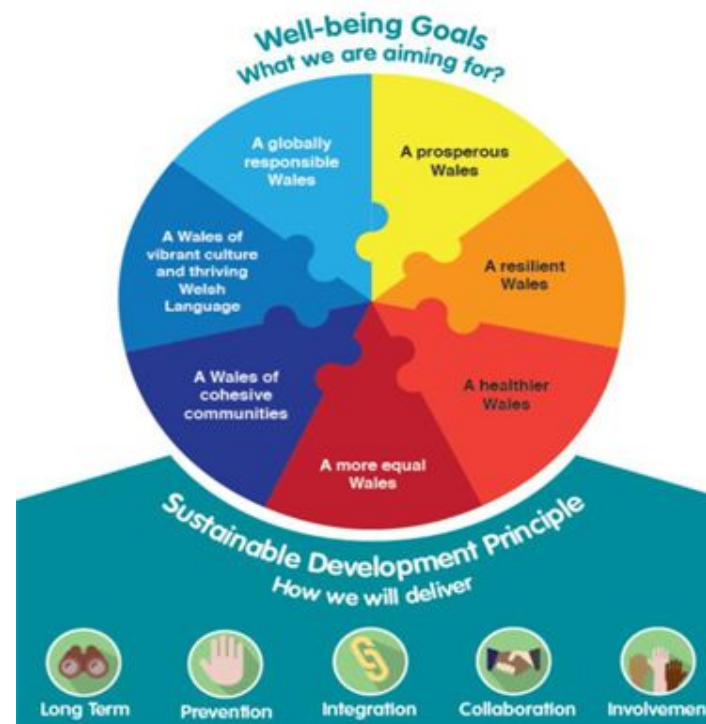 Well-being Goals
What we are aiming for?
A globally
responsible
Wales
A prosperous
Wales
A Wales of
vibrant culture
and thriving
Welsh
Language
A resilient
Wales
A Wales of
cohesive
communities
A healthier
Wales
A more equal
Wales
Sustainable Development Principle
How we will deliver
Long Term
Prevention
Integration
Collaboration
Involvemen